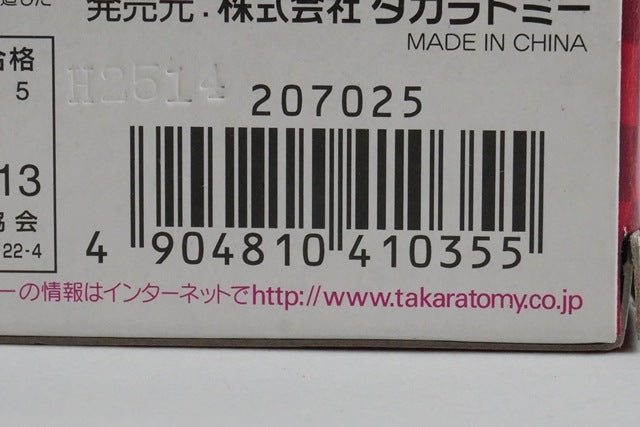 発売元:株式会社 タカラトミー
MADE IN CHINA
合格
5
H2514
207025
13
協会
22-4
4 904810 410355
ーの情報はインターネットでhttp://www.takaratomy.co.jp